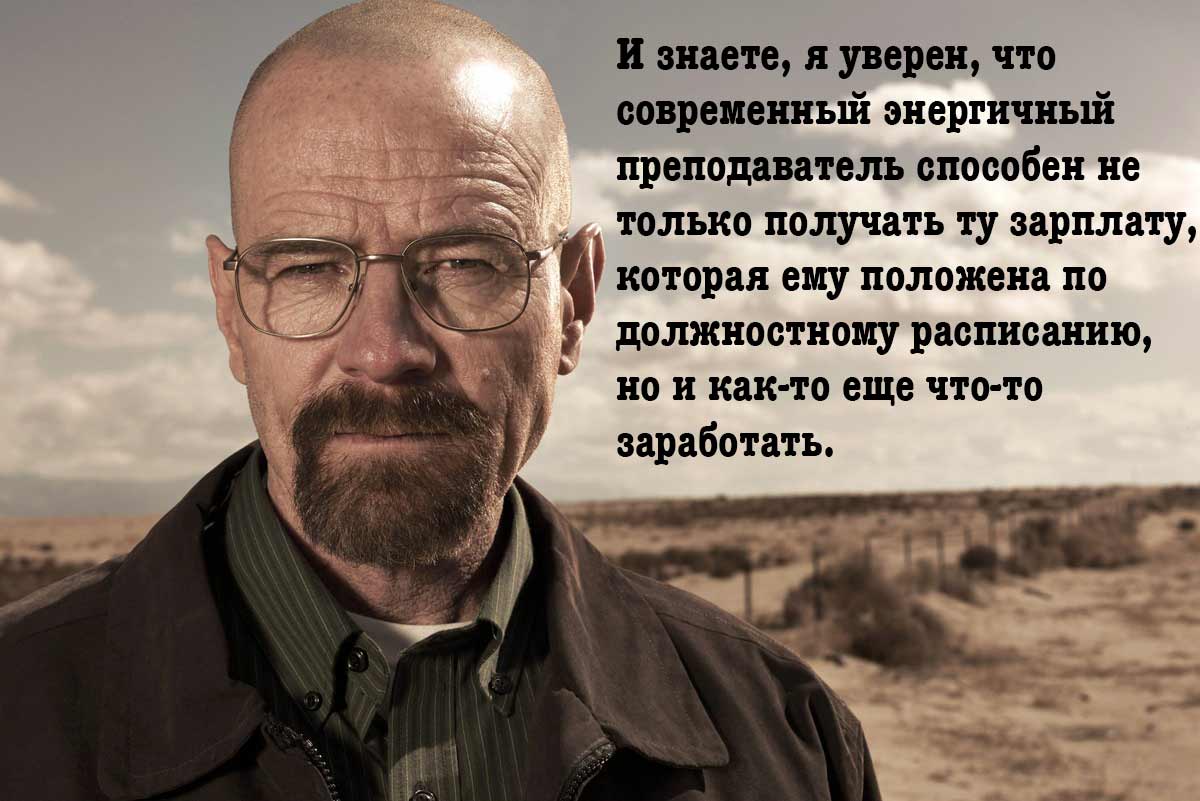 И знаете, я уверен, что
современный энергичный
преподаватель способен не
только получать ту зарплату,
которая ему положена по
должностному расписанию,
но и как-то еще что-то
заработать.